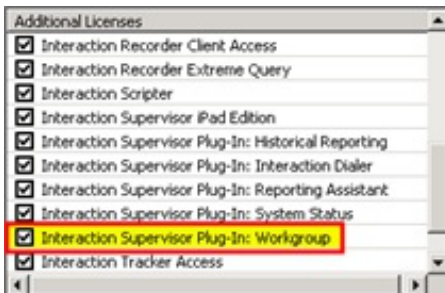 Additional Licenses
Interaction Recorder Client Access
Interaction Recorder Extreme Query
Interaction Scripter
Interaction Supervisor iPad Edition
Interaction Supervisor Plug-In: Historical Reporting
Interaction Supervisor Plug-In: Interaction Dialer
Interaction Supervisor Plug-In: Reporting Assistant
Interaction Supervisor Plug-In: System Status
Interaction Supervisor Plug-In: Workgroup
Interaction Tracker Access